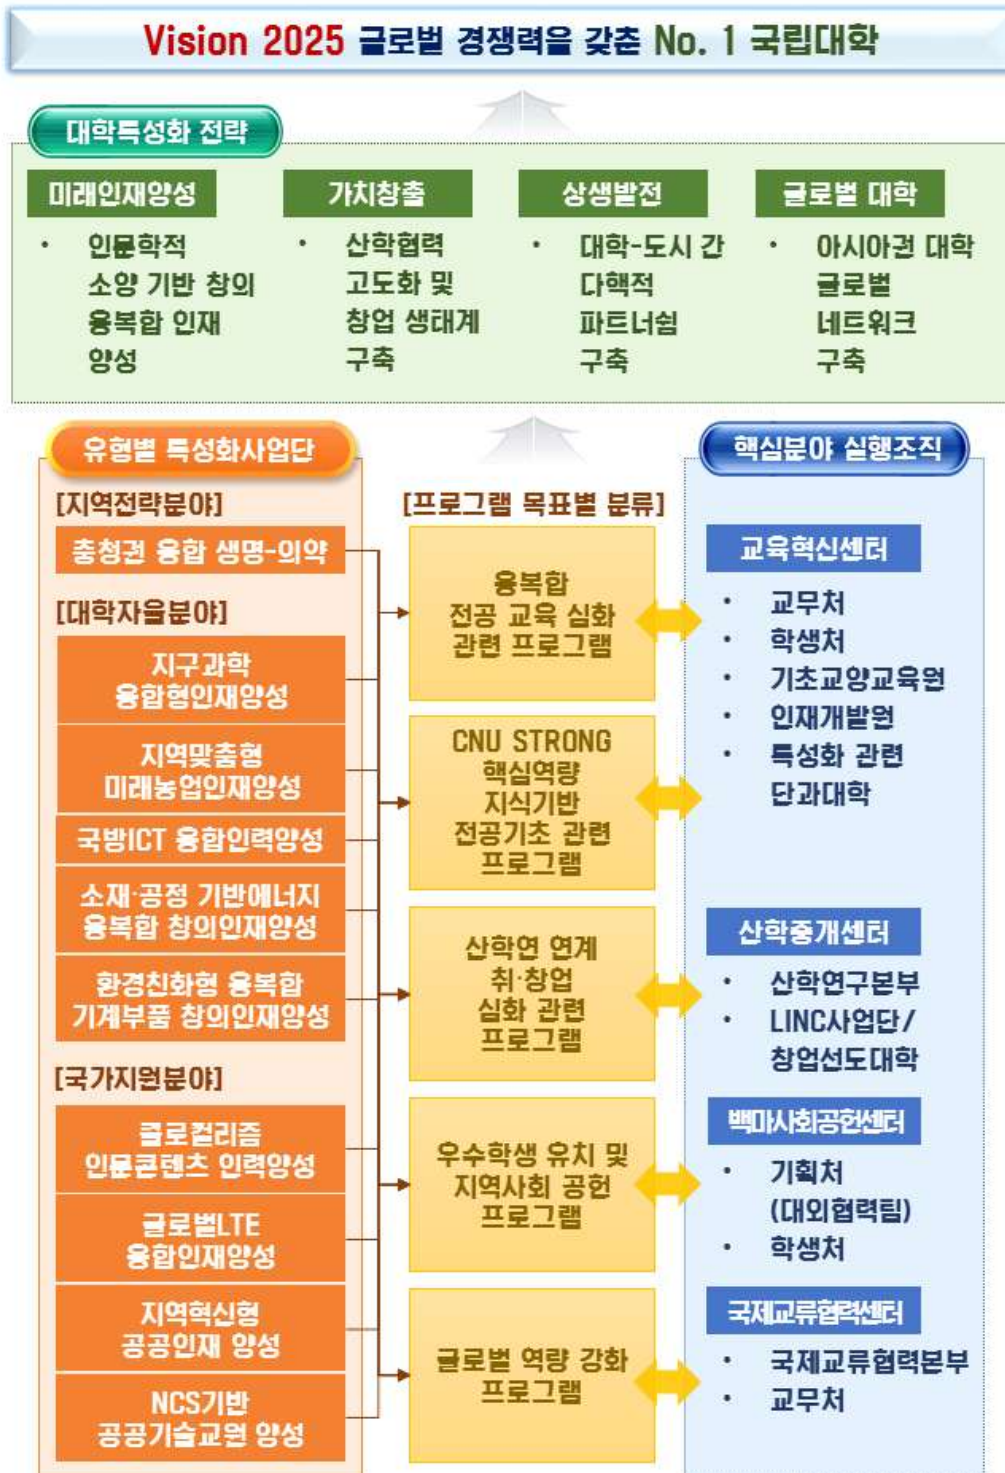 Vision 2025 글로벌 경쟁력을 갖춘 No. 1 국립대학
대학특성화 전략
미래인재양성
• 인문학적
소양 기반 창의
융복합 인재
양성
가치창출
• 산학협력
고도화 및
창업 생태계
구축
상생발전
• 대학-도시 간
다핵적
파트너쉽
구축
글로벌 대학
• 아시아권 대학
글로벌
네트워크
구축
유형별 특성화사업단
[지역전략분야]
충청권 융합 생명-의약
[대학자율분야]
지구과학
융합형인재양성
지역맞춤형
미래농업인재양성
국방ICT 융합인력양성
소재·공정 기반에너지
융복합 창의인재양성
환경친화형 융복합
기계부품 창의인재양성
[국가지원분야]
글로컬리즘
인문콘텐츠 인력양성
글로벌LTE
융합인재양성
지역혁신형
공공인재 양성
NCS기반
공공기술교원 양성
[프로그램 목표별 분류]
융복합
전공 교육 심화
관련 프로그램
CNU STRONG
핵심역량
지식기반
전공기초 관련
프로그램
산학연 연계
취·창업
심화 관련
프로그램
우수학생 유치 및
지역사회 공헌
프로그램
글로벌 역량 강화
프로그램
핵심분야 실행조직
교육혁신센터
• 교무처
• 학생처
• 기초교양교육원
• 인재개발원
• 특성화 관련
단과대학
산학중개센터
• 산학연구본부
• LINC사업단/
창업선도대학
백마사회공헌센터
• 기획처
(대외협력팀)
• 학생처
국제교류협력센터
• 국제교류협력본부
• 교무처